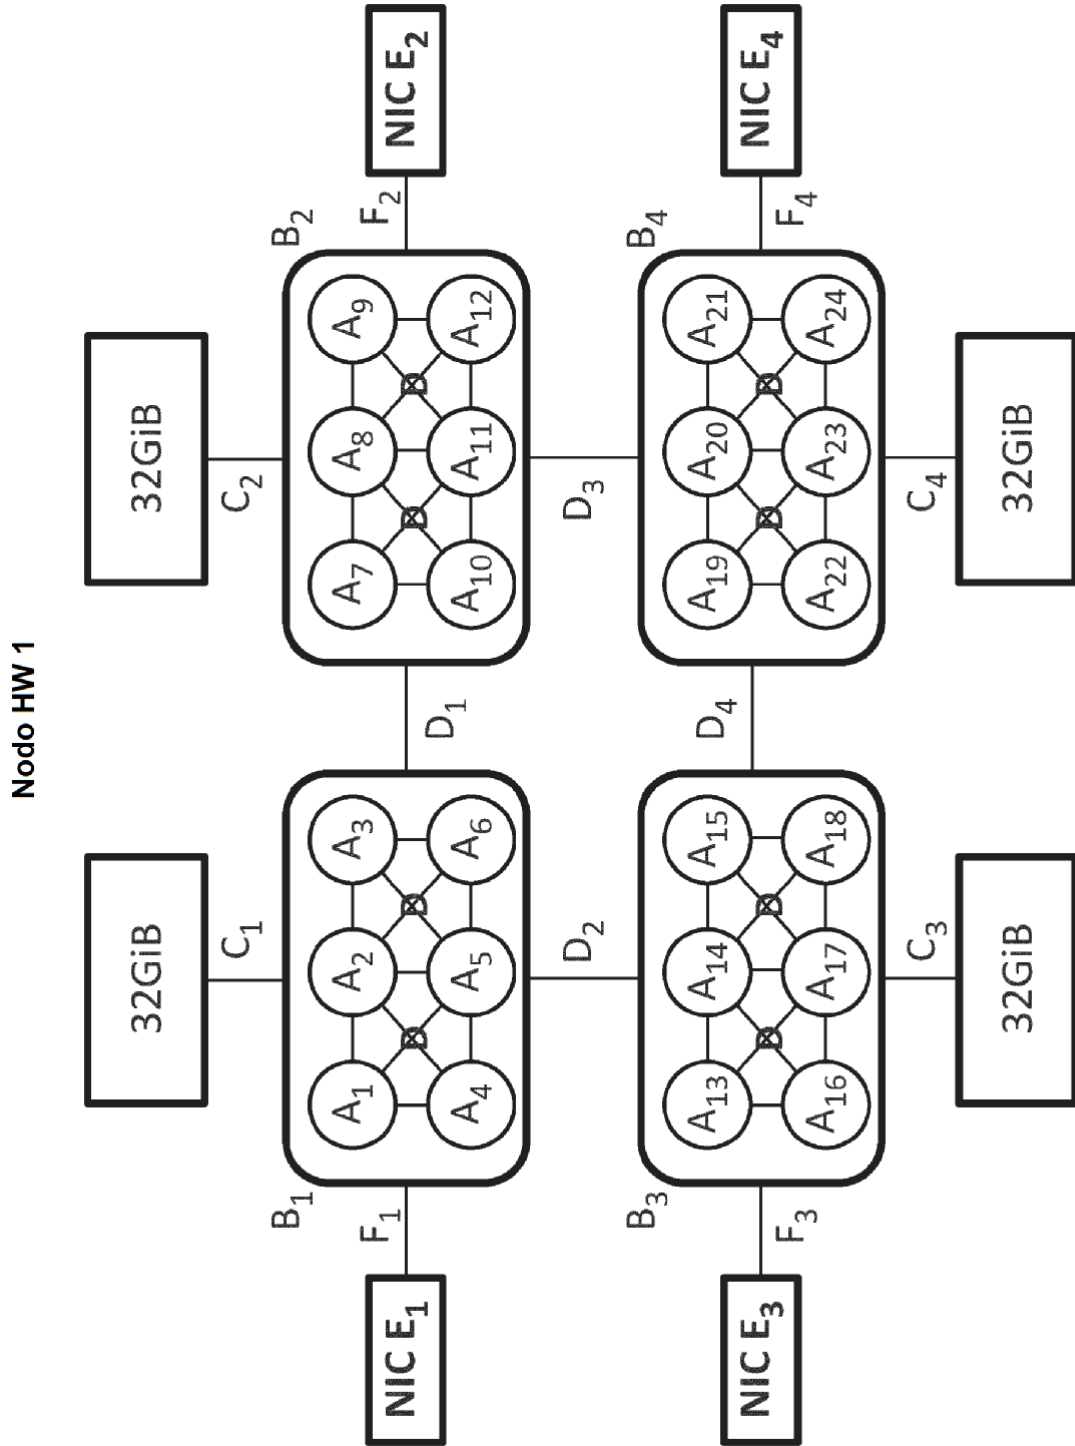 Nodo HW 1
32GiB 32GiB
C₁ C₂
B₁ B₂
A₁ A₂ A₃ A₇ A₈ A₉
F₁ F₂
NIC E₁ D D D D NIC E₂
D₁
A₄ A₅ A₆ A₁₀ A₁₁ A₁₂
D₂ D₃
B₃ B₄
A₁₃ A₁₄ A₁₅ A₁₉ A₂₀ A₂₁
D₄
NIC E₃ D D D D NIC E₄
F₃ F₄
A₁₆ A₁₇ A₁₈ A₂₂ A₂₃ A₂₄
C₃ C₄
32GiB 32GiB